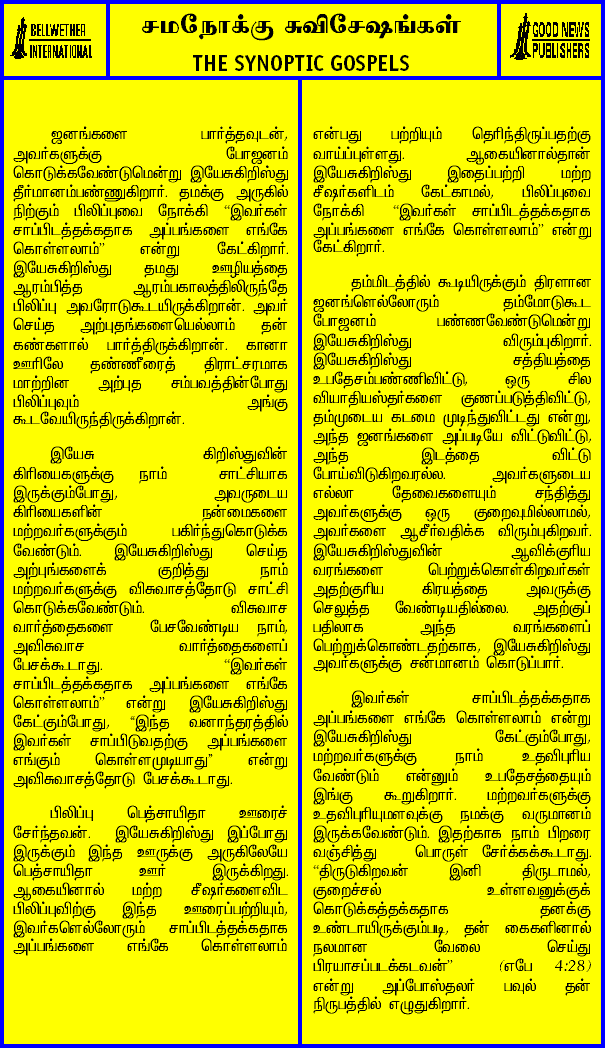 BELLWETHER
INTERNATIONAL
சமநோக்கு சுவிசேஷங்கள்
THE SYNOPTIC GOSPELS
GOOD NEWS
PUBLISHERS
ஜனங்களை பார்த்தவுடன்,
அவர்களுக்கு போஜனம்
கொடுக்கவேண்டுமென்று இயேசுகிறிஸ்து
தீர்மானம்பண்ணுகிறார். தமக்கு அருகில்
நிற்கும் பிலிப்புவை நோக்கி “இவர்கள்
சாப்பிடத்தக்கதாக அப்பங்களை எங்கே
கொள்ளலாம்” என்று கேட்கிறார்.
இயேசுகிறிஸ்து தமது ஊழியத்தை
ஆரம்பித்த ஆரம்பகாலத்திலிருந்தே
பிலிப்பு அவரோடுகூடயிருக்கிறான். அவர்
செய்த அற்புதங்களையெல்லாம் தன்
கண்களால் பார்த்திருக்கிறான். கானா
ஊரிலே தண்ணீரைத் திராட்சரமாக
மாற்றின அற்புத சம்பவத்தின்போது
பிலிப்புவும் அங்கு
கூடவேயிருந்திருக்கிறான்.
இயேசு கிறிஸ்துவின்
கிரியைகளுக்கு நாம் சாட்சியாக
இருக்கும்போது, அவருடைய
கிரியைகளின் நன்மைகளை
மற்றவர்களுக்கும் பகிர்ந்துகொடுக்க
வேண்டும். இயேசுகிறிஸ்து செய்த
அற்புங்களைக் குறித்து நாம்
மற்றவர்களுக்கு விசுவாசத்தோடு சாட்சி
கொடுக்கவேண்டும். விசுவாச
வார்த்தைகளை பேசவேண்டிய நாம்,
அவிசுவாச வார்த்தைகளைப்
பேசக்கூடாது. “இவர்கள்
சாப்பிடத்தக்கதாக அப்பங்களை எங்கே
கொள்ளலாம்” என்று இயேசுகிறிஸ்து
கேட்கும்போது, “இந்த வனாந்தரத்தில்
இவர்கள் சாப்பிடுவதற்கு அப்பங்களை
எங்கும் கொள்ளமுடியாது” என்று
அவிசுவாசத்தோடு பேசக்கூடாது.
பிலிப்பு பெத்சாயிதா ஊரைச்
சேர்ந்தவன். இயேசுகிறிஸ்து இப்போது
இருக்கும் இந்த ஊருக்கு அருகிலேயே
பெத்சாயிதா ஊர் இருக்கிறது.
ஆகையினால் மற்ற சீஷர்களைவிட
பிலிப்புவிற்கு இந்த ஊரைப்பற்றியும்,
இவர்களெல்லோரும் சாப்பிடத்தக்கதாக
அப்பங்களை எங்கே கொள்ளலாம்
என்பது பற்றியும் தெரிந்திருப்பதற்கு
வாய்ப்புள்ளது. ஆகையினால்தான்
இயேசுகிறிஸ்து இதைப்பற்றி மற்ற
சீஷர்களிடம் கேட்காமல், பிலிப்புவை
நோக்கி “இவர்கள் சாப்பிடத்தக்கதாக
அப்பங்களை எங்கே கொள்ளலாம்” என்று
கேட்கிறார்.
தம்மிடத்தில் கூடியிருக்கும் திரளான
ஜனங்ளெல்லோரும் தம்மோடுகூட
போஜனம் பண்ணவேண்டுமென்று
இயேசுகிறிஸ்து விரும்புகிறார்.
இயேசுகிறிஸ்து சத்தியத்தை
உபதேசம்பண்ணிவிட்டு, ஒரு சில
வியாதியஸ்தர்களை குணப்படுத்திவிட்டு,
தம்முடைய கடமை முடிந்துவிட்டது என்று,
அந்த ஜனங்களை அப்படியே விட்டுவிட்டு,
அந்த இடத்தை விட்டு
போய்விடுகிறவரல்ல. அவர்களுடைய
எல்லா தேவைகளையும் சந்தித்து
அவர்களுக்கு ஒரு குறைவுமில்லாமல்,
அவர்களை ஆசீர்வதிக்க விரும்புகிறவர்.
இயேசுகிறிஸ்துவின் ஆவிக்குரிய
வரங்களை பெற்றுக்கொள்கிறவர்கள்
அதற்குரிய கிரயத்தை அவருக்கு
செலுத்த வேண்டியதில்லை. அதற்குப்
பதிலாக அந்த வரங்களைப்
பெற்றுக்கொண்டதற்காக, இயேசுகிறிஸ்து
அவர்களுக்கு சன்மானம் கொடுப்பார்.
இவர்கள் சாப்பிடத்தக்கதாக
அப்பங்களை எங்கே கொள்ளலாம் என்று
இயேசுகிறிஸ்து கேட்கும்போது,
மற்றவர்களுக்கு நாம் உதவிபுரிய
வேண்டும் என்னும் உபதேசத்தையும்
இங்கு கூறுகிறார். மற்றவர்களுக்கு
உதவிபுரியுமளவுக்கு நமக்கு வருமானம்
இருக்கவேண்டும். இதற்காக நாம் பிறரை
வஞ்சித்து பொருள் சேர்க்கக்கூடாது.
“திருடுகிறவன் இனி திருடாமல்,
குறைச்சல் உள்ளவனுக்குக்
கொடுக்கத்தக்கதாக தனக்கு
உண்டாயிருக்கும்படி, தன் கைகளினால்
நலமான வேலை செய்து
பிரயாசப்படக்கடவன்” (எபே 4:28)
என்று அப்போஸ்தலர் பவுல் தன்
நிருபத்தில் எழுதுகிறார்.